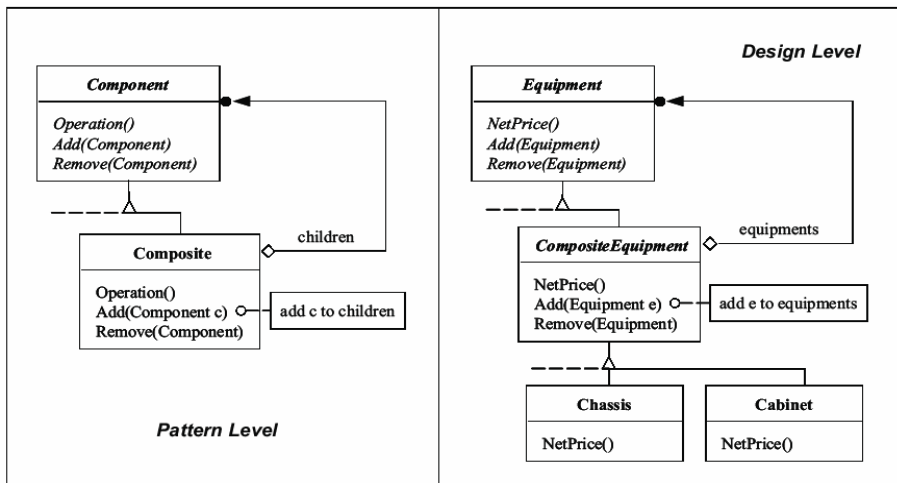 Component
Operation()
Add(Component)
Remove(Component)
children
Composite
Operation()
Add(Component c)
Remove(Component)
add c to children
Pattern Level
Design Level
Equipment
NetPrice()
Add(Equipment)
Remove(Equipment)
equipments
CompositeEquipment
NetPrice()
Add(Equipment e)
Remove(Equipment)
add e to equipments
Chassis
NetPrice()
Cabinet
NetPrice()